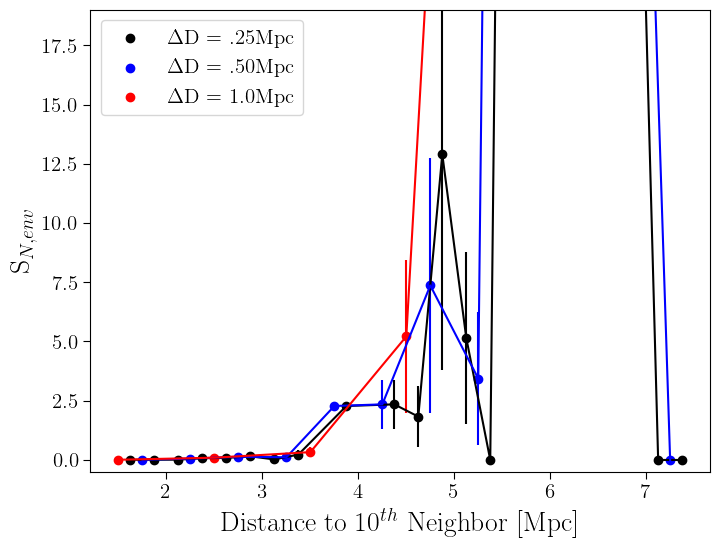 ΔD = .25Mpc
ΔD = .50Mpc
ΔD = 1.0Mpc
17.5
15.0
12.5
10.0
7.5
5.0
2.5
0.0
S_{N,env}
2 3 4 5 6 7
Distance to 10^{th} Neighbor [Mpc]